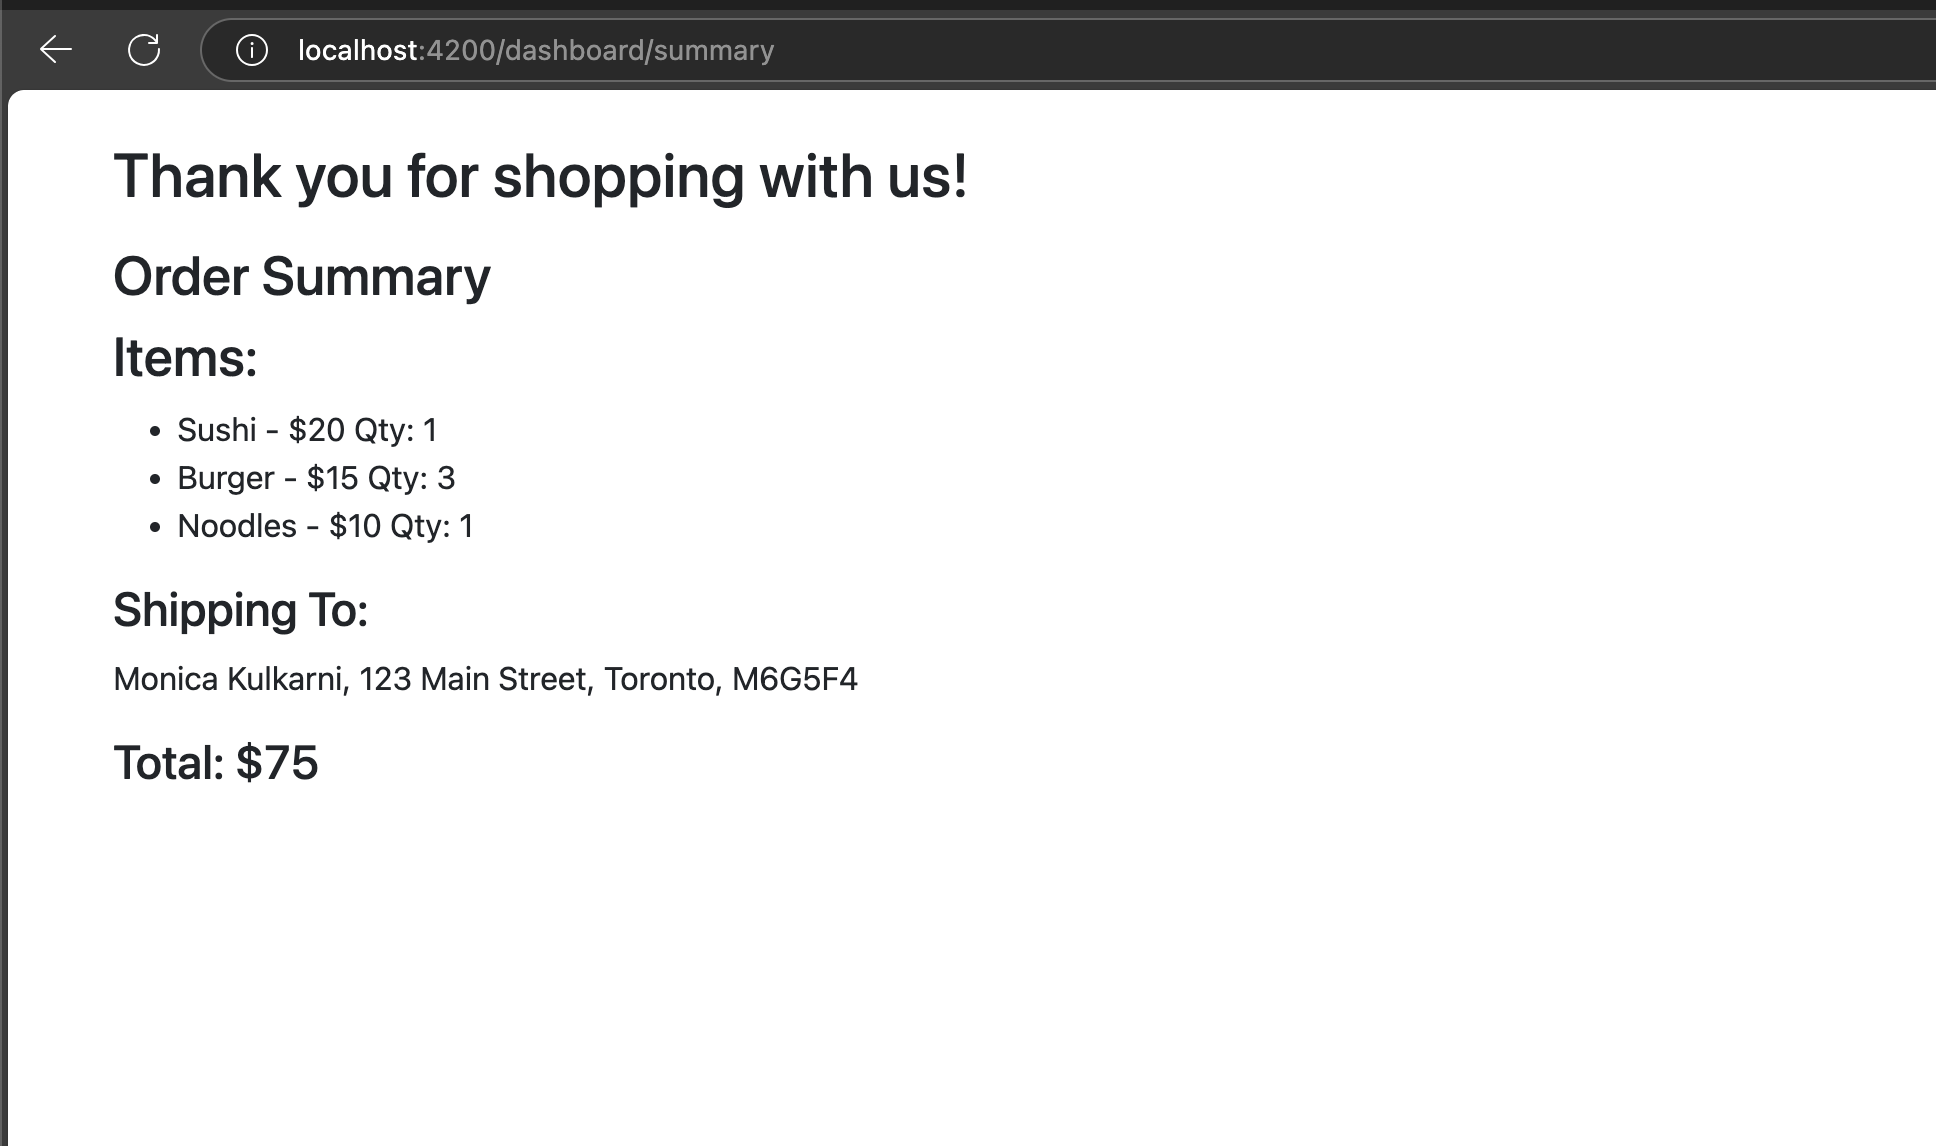 localhost:4200/dashboard/summary
Thank you for shopping with us!
Order Summary
Items:
• Sushi - $20 Qty: 1
• Burger - $15 Qty: 3
• Noodles - $10 Qty: 1
Shipping To:
Monica Kulkarni, 123 Main Street, Toronto, M6G5F4
Total: $75